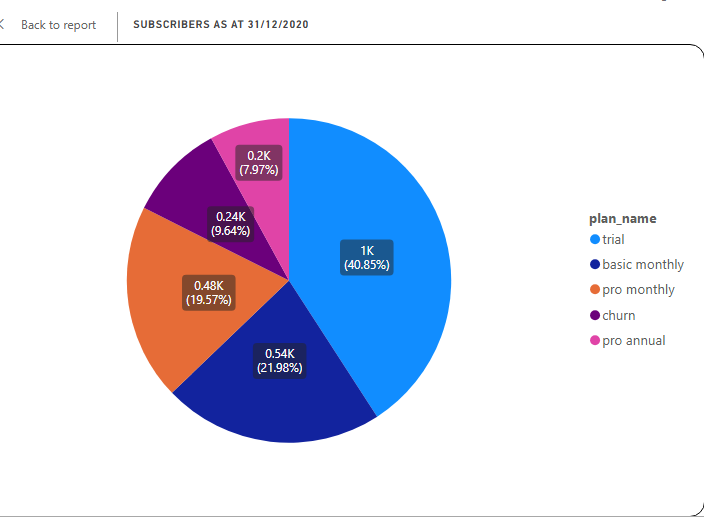 Back to report
SUBSCRIBERS AS AT 31/12/2020
0.2K
(7.97%)
0.24K
(9.64%)
1K
(40.85%)
0.48K
(19.57%)
0.54K
(21.98%)
plan_name
trial
basic monthly
pro monthly
churn
pro annual